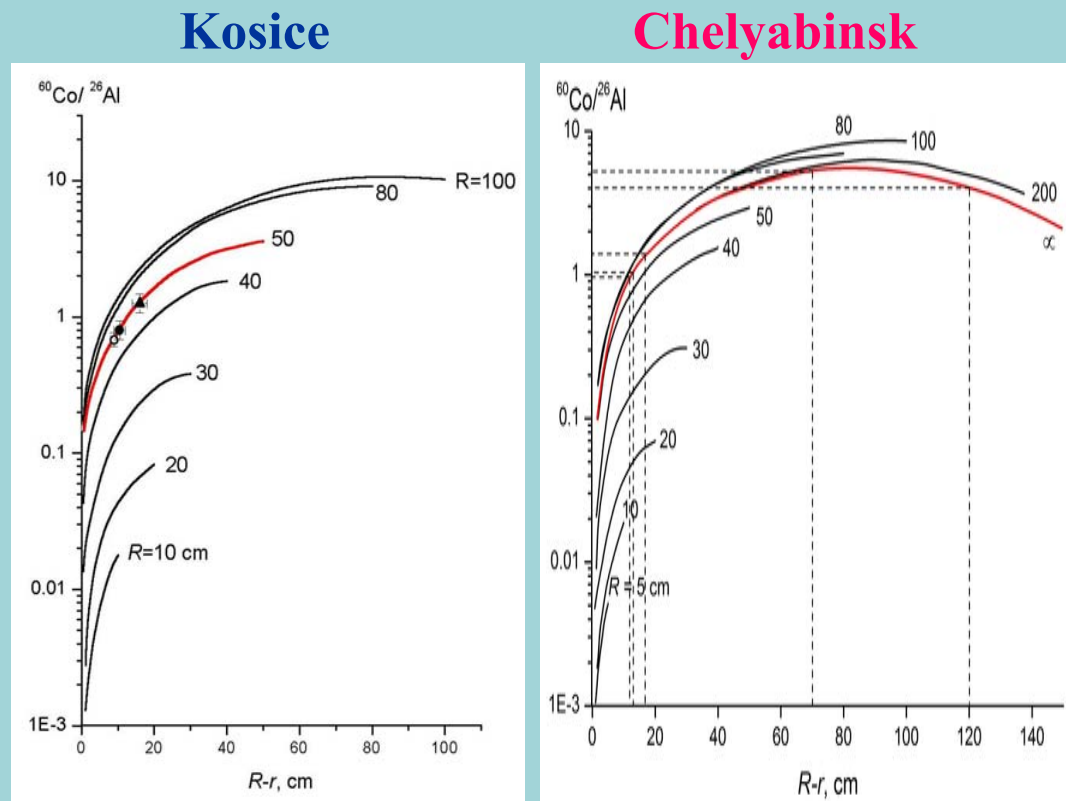 Kosice
Chelyabinsk
60Co/ 26Al
10
1
0.1
0.01
1E-3
R=100
80
50
40
30
20
R=10 cm
0 20 40 60 80 100
R-r, cm
60Co/26Al
10
1
0.1
0.01
1E-3
80
100
200
∝
50
40
30
20
10
R = 5 cm
0 20 40 60 80 100 120 140
R-r, cm